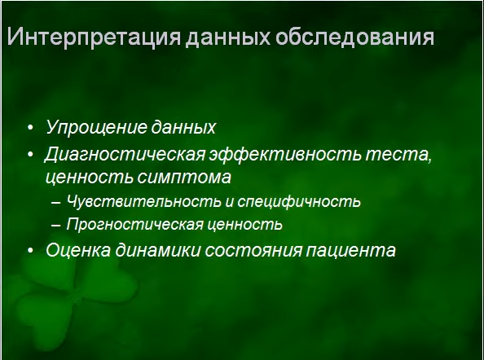 Интерпретация данных обследования
• Упрощение данных
• Диагностическая эффективность теста,
ценность симптома
– Чувствительность и специфичность
– Прогностическая ценность
• Оценка динамики состояния пациента